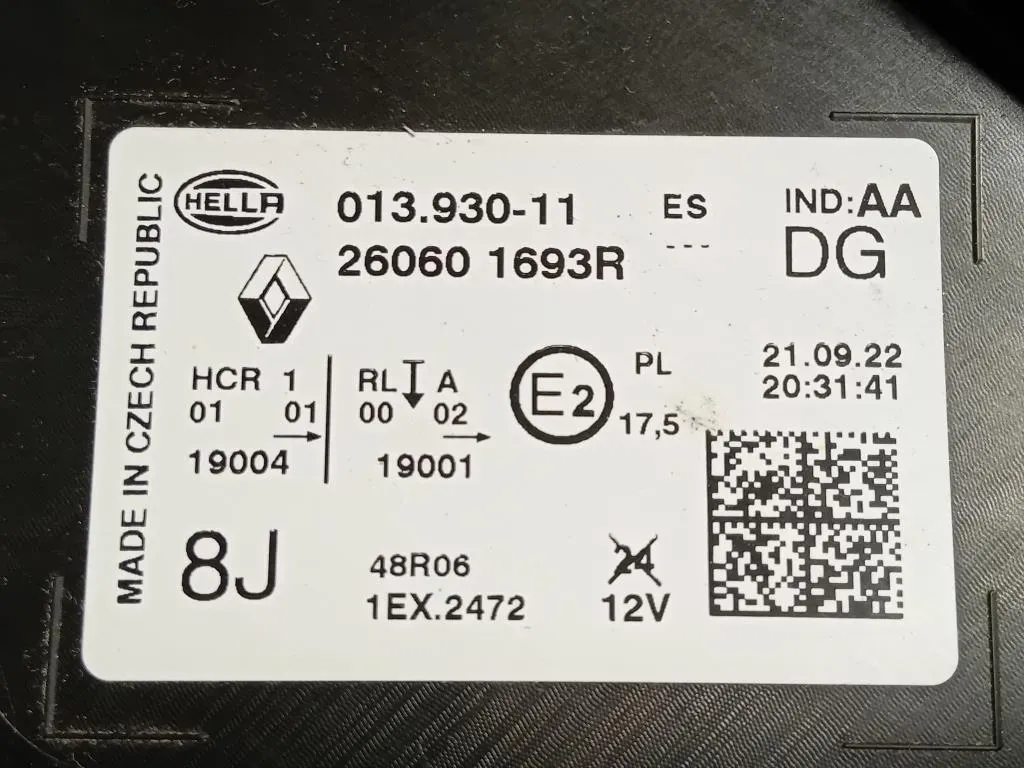 MADE IN CZECH REPUBLIC
HELLA
013.930-11
ES
IND:AA
26060 1693R
---
DG
HCR 1
01 01
19004
RL A
00 02
19001
E2
PL
17,5
21.09.22
20:31:41
8J
48R06
1EX.2472
24
12V